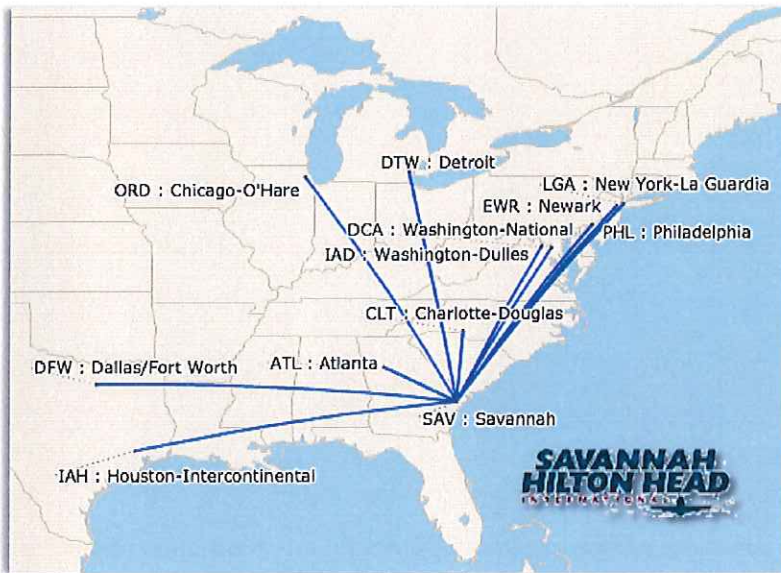 DTW : Detroit
ORD : Chicago-O'Hare
LGA : New York-La Guardia
EWR : Newark
DCA : Washington-National
PHL : Philadelphia
IAD : Washington-Dulles
CLT : Charlotte-Douglas
DFW : Dallas/Fort Worth
ATL : Atlanta
SAV : Savannah
IAH : Houston-Intercontinental
SAVANNAH
HILTON HEAD
INTERNATIONAL